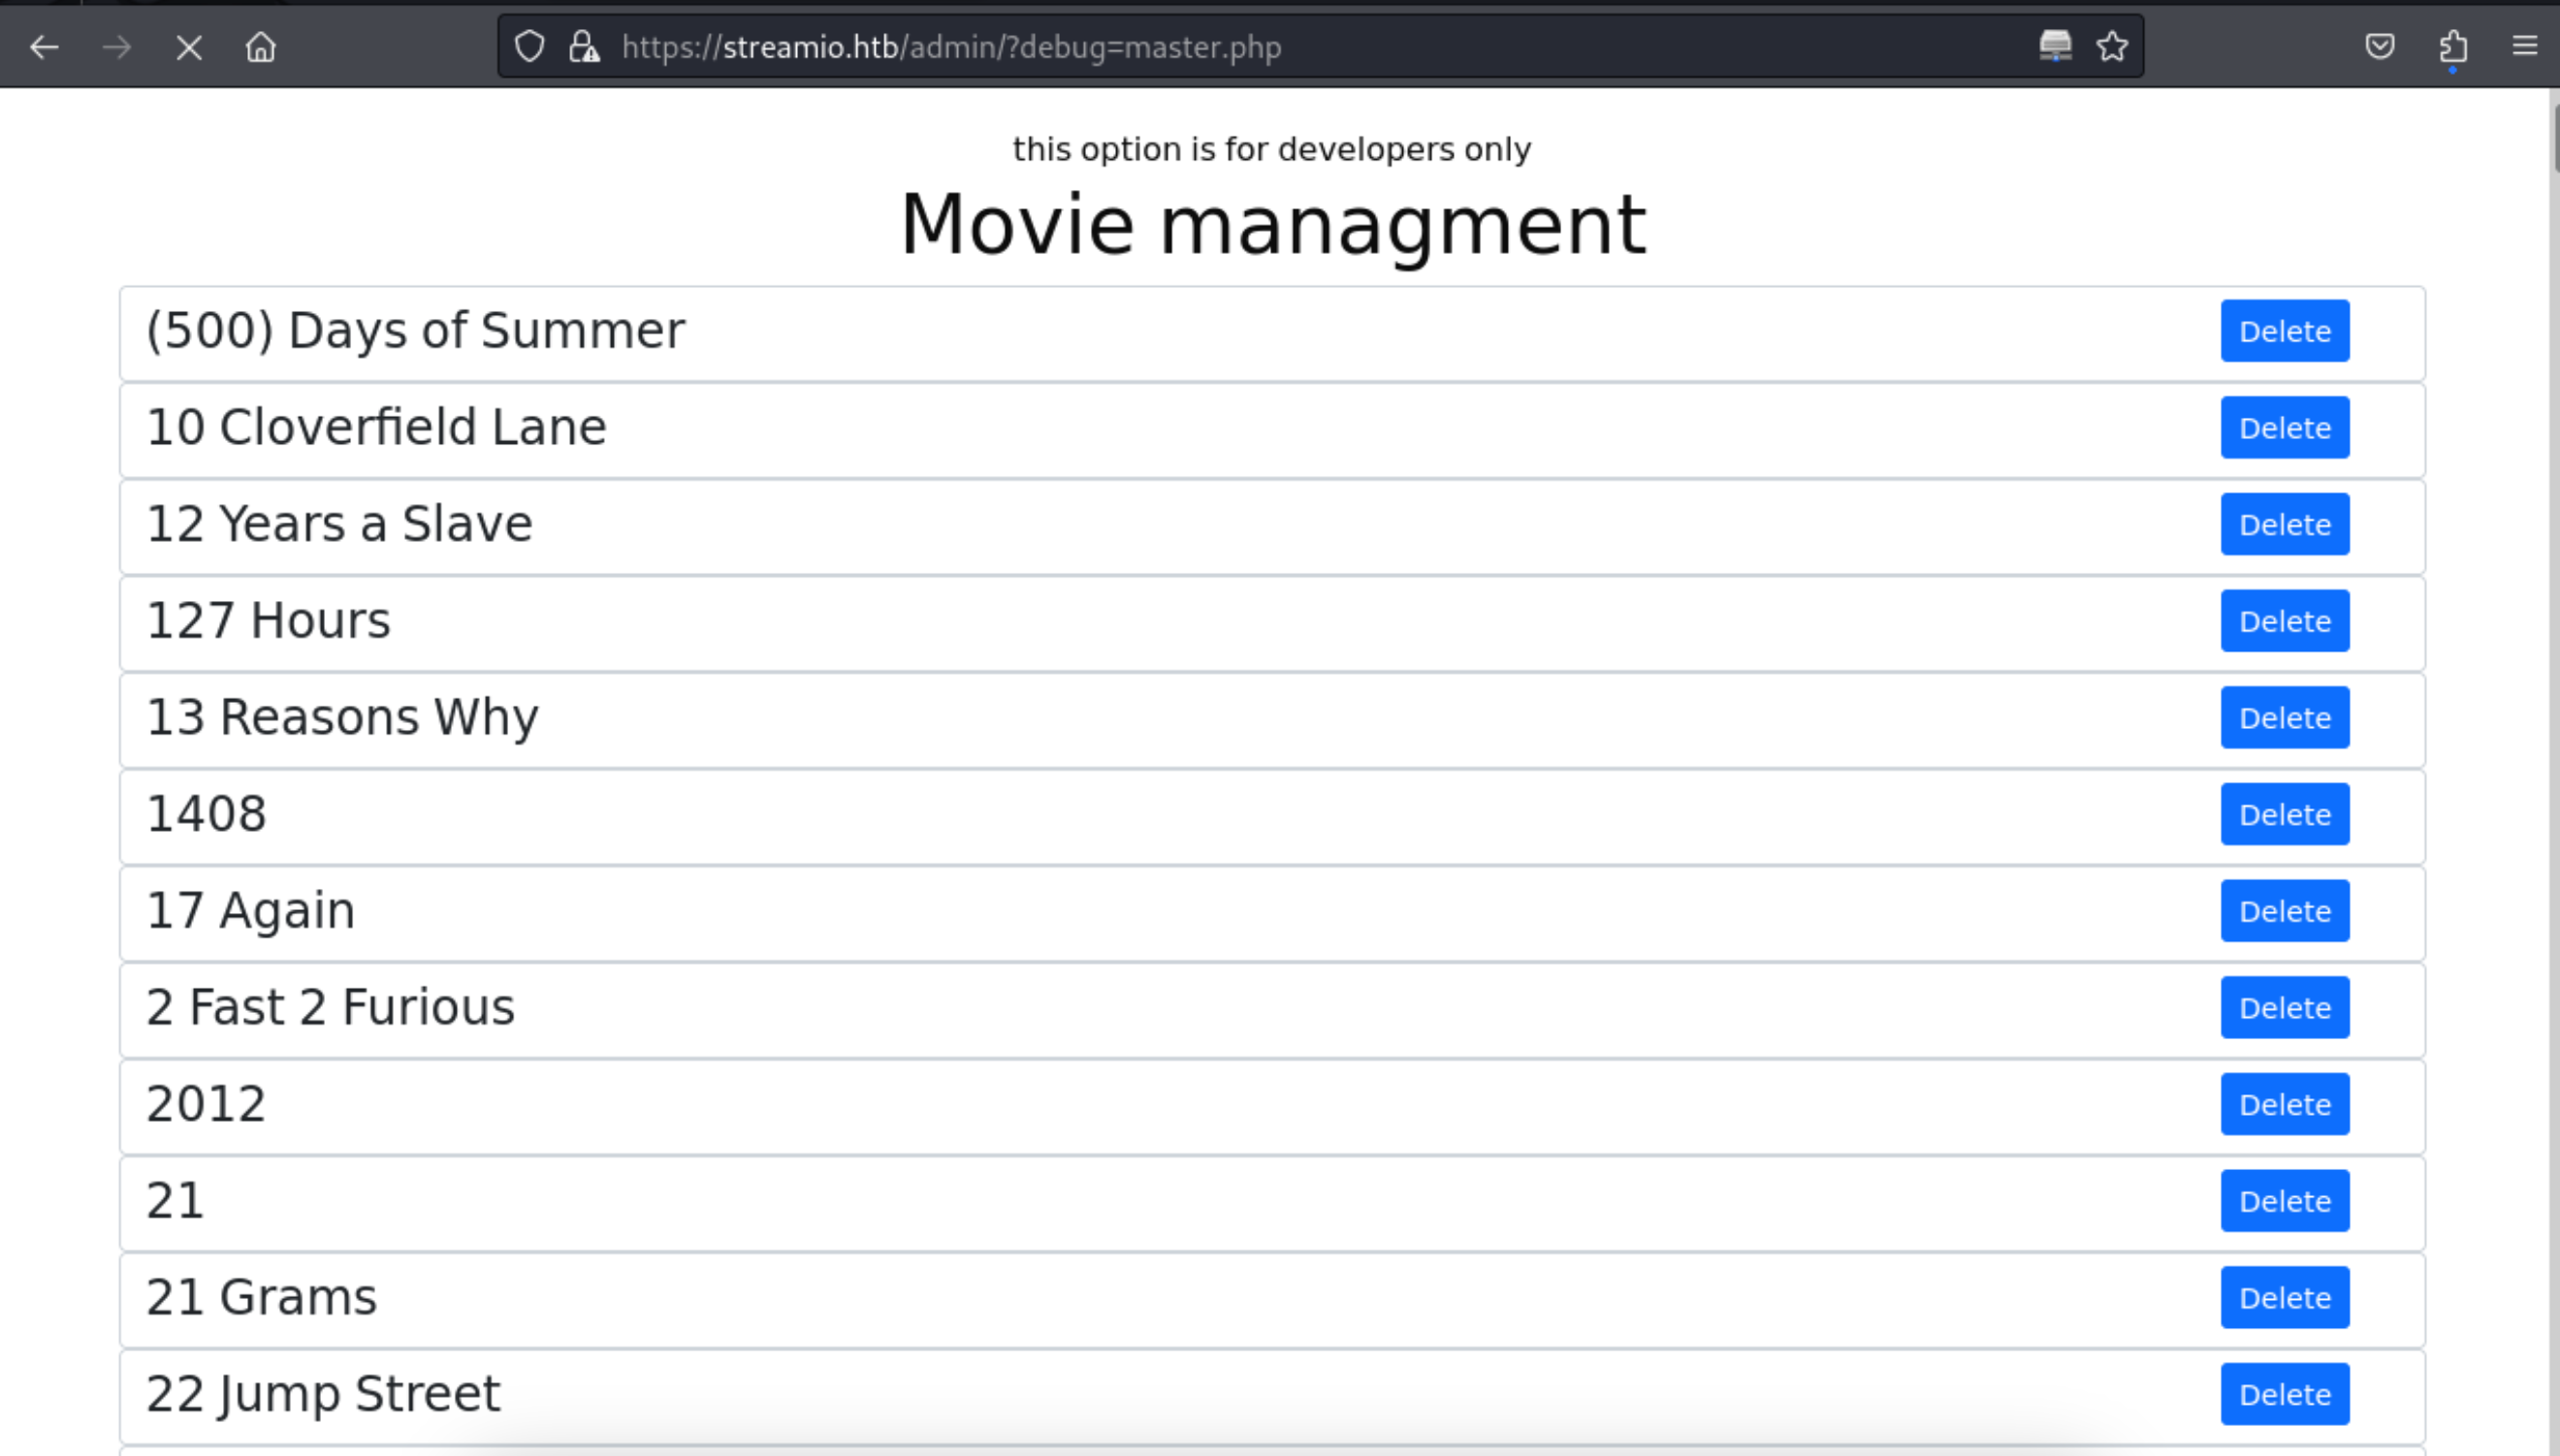 https://streamio.htb/admin/?debug=master.php
this option is for developers only
Movie managment
(500) Days of Summer Delete
10 Cloverfield Lane Delete
12 Years a Slave Delete
127 Hours Delete
13 Reasons Why Delete
1408 Delete
17 Again Delete
2 Fast 2 Furious Delete
2012 Delete
21 Delete
21 Grams Delete
22 Jump Street Delete